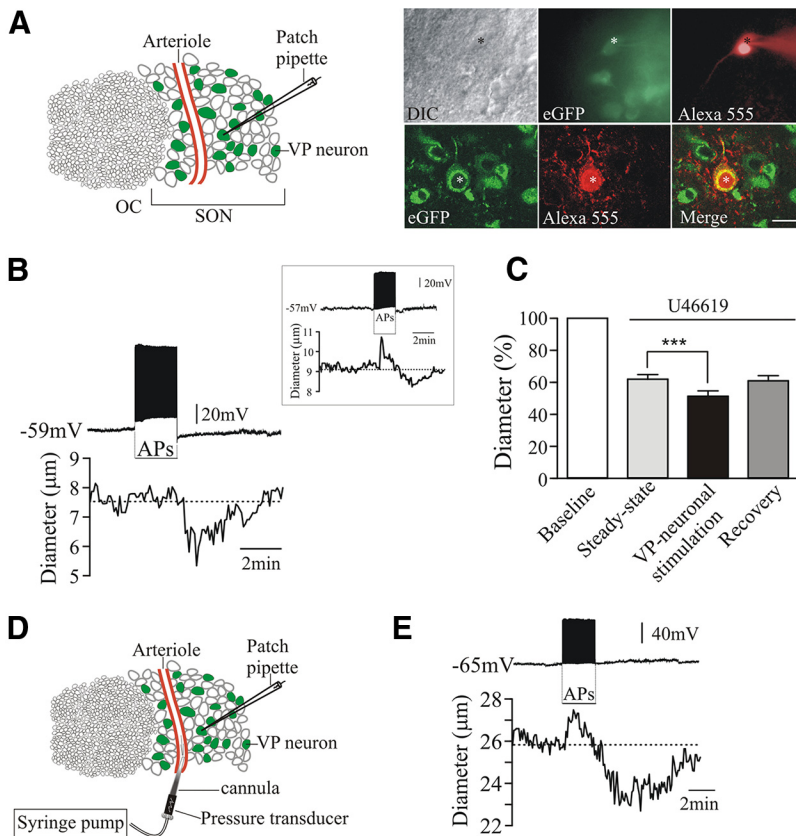 A
Arteriole
Patch
pipette
VP neuron
OC
SON
DIC
eGFP
Alexa 555
eGFP
Alexa 555
Merge
B
-59mV
20mV
APs
Diameter (µm)
9
8
7
6
5
2min
20mV
-57mV
APs
2min
Diameter (µm)
11
10
9
8
C
U46619
***
Diameter (%)
100
80
60
40
20
0
Baseline
Steady-state
VP-neuronal
stimulation
Recovery
D
Arteriole
Patch
pipette
VP neuron
cannula
Pressure transducer
Syringe pump
E
40mV
-65mV
APs
Diameter (µm)
28
26
24
22
2min